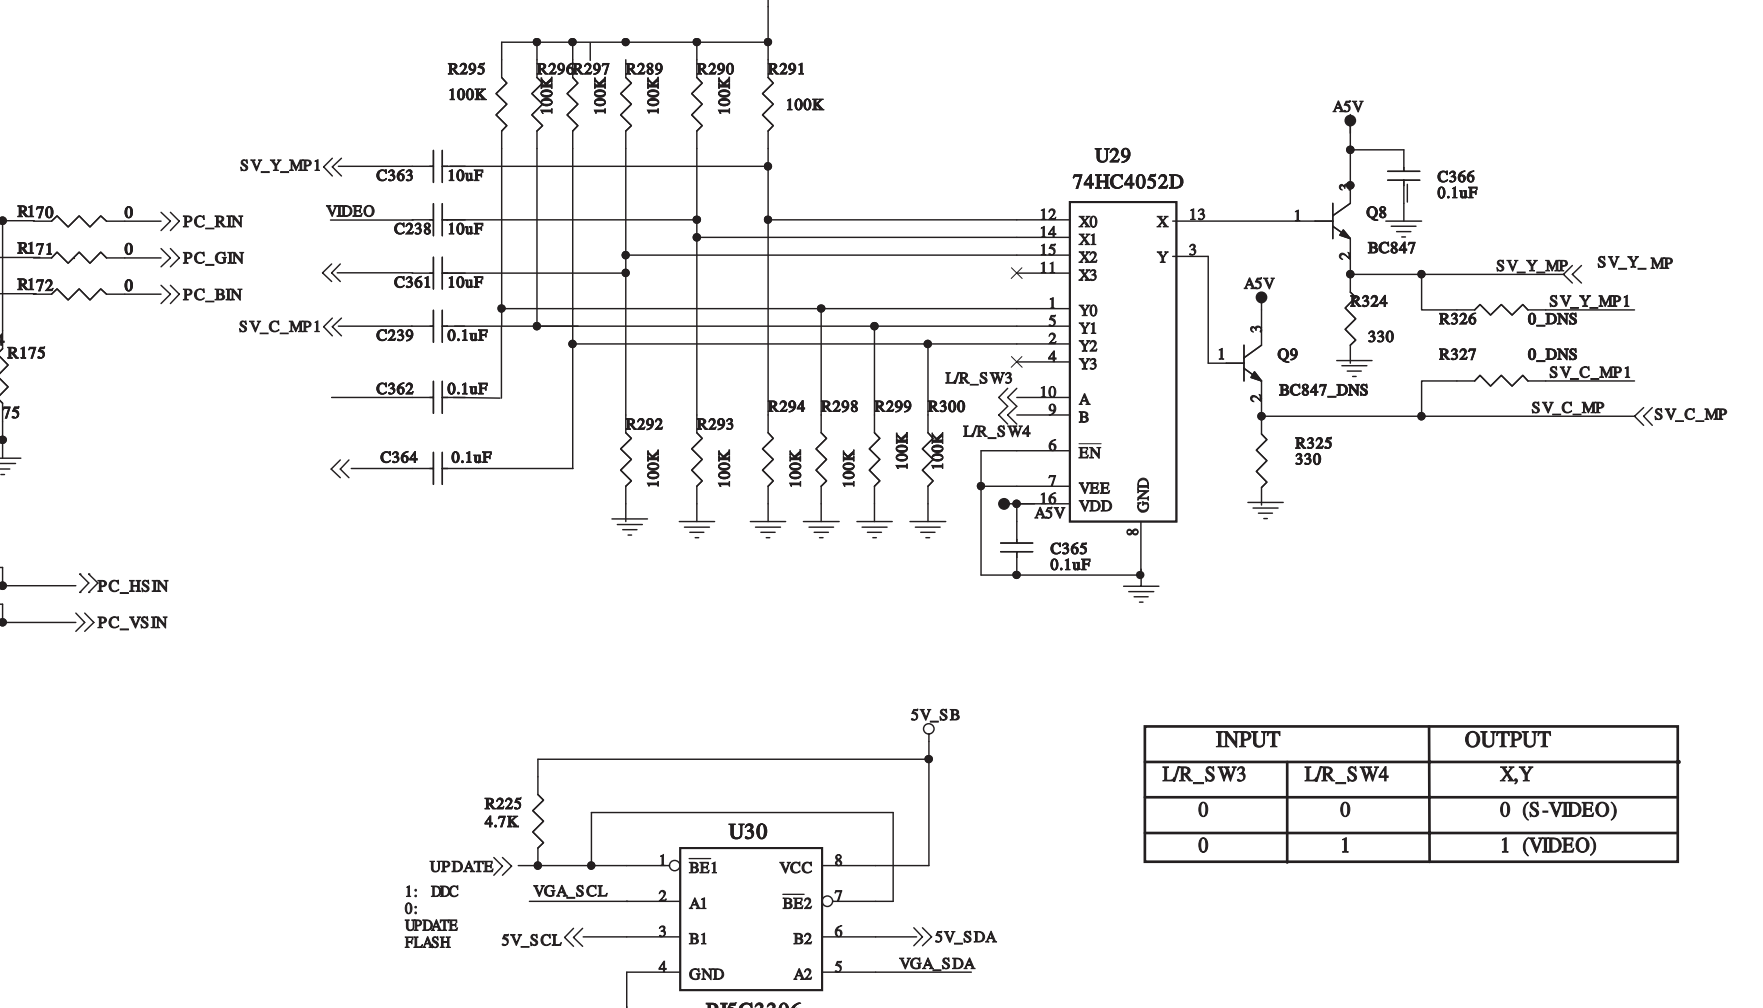 R295
100K
R296
100K
R297
100K
R289
100K
R290
100K
R291
100K
SV_Y_MP1
C363
10uF
VIDEO
C238
10uF
C361
10uF
SV_C_MP1
C239
0.1uF
C362
0.1uF
C364
0.1uF
R170
0
PC_RIN
R171
0
PC_GIN
R172
0
PC_BIN
R175
75
PC_HSIN
PC_VSIN
R292
100K
R293
100K
R294
100K
R298
100K
R299
100K
R300
100K
U29
74HC4052D
12
X0
14
X1
15
X2
11
X3
1
Y0
5
Y1
2
Y2
4
Y3
L/R_SW3
10
A
9
B
L/R_SW4
6
EN
7
VEE
16
VDD
A5V
GND
8
C365
0.1uF
X
13
Y
3
A5V
3
1
Q8
BC847
2
C366
0.1uF
A5V
3
1
Q9
BC847_DNS
2
SV_Y_MP
SV_Y_ MP
R324
330
R326
SV_Y_MP1
0_DNS
R327
0_DNS
SV_C_MP1
SV_C_MP
SV_C_MP
R325
330
5V_SB
R225
4.7K
U30
UPDATE
1
BE1
VCC
8
1: DDC
0:
UPDATE
FLASH
VGA_SCL
2
A1
BE2
7
5V_SCL
3
B1
B2
6
5V_SDA
4
GND
A2
5
VGA_SDA
INPUT
OUTPUT
L/R_SW3
L/R_SW4
X,Y
0
0
0 (S-VIDEO)
0
1
1 (VIDEO)